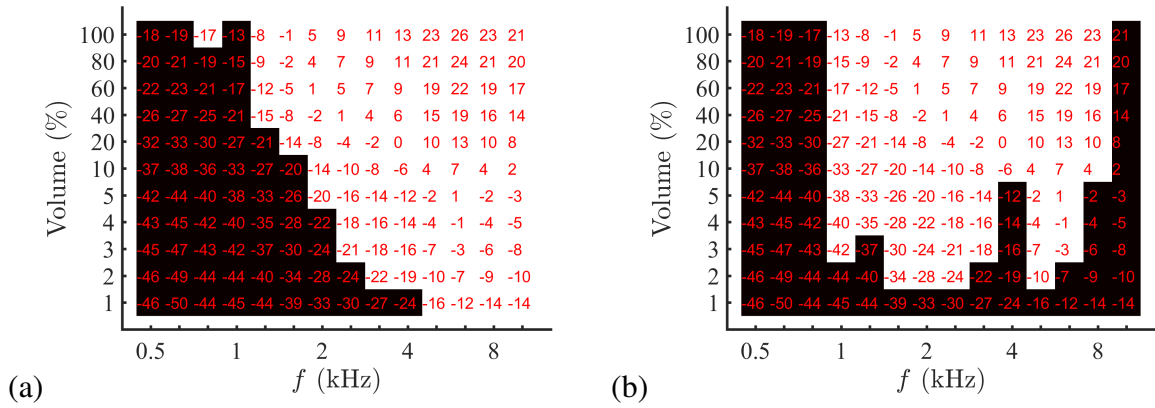 Volume (%)
100 -18 -19 -17 -13 -8 -1 5 9 11 13 23 26 23 21
80 -20 -21 -19 -15 -9 -2 4 7 9 11 21 24 21 20
60 -22 -23 -21 -17 -12 -5 1 5 7 9 19 22 19 17
40 -26 -27 -25 -21 -15 -8 -2 1 4 6 15 19 16 14
20 -32 -33 -30 -27 -21 -14 -8 -4 -2 0 10 13 10 8
10 -37 -38 -36 -33 -27 -20 -14 -10 -8 -6 4 7 4 2
5 -42 -44 -40 -38 -33 -26 -20 -16 -14 -12 -2 1 -2 -3
4 -43 -45 -42 -40 -35 -28 -22 -18 -16 -14 -4 -1 -4 -5
3 -45 -47 -43 -42 -37 -30 -24 -21 -18 -16 -7 -3 -6 -8
2 -46 -49 -44 -44 -40 -34 -28 -24 -22 -19 -10 -7 -9 -10
1 -46 -50 -44 -45 -44 -39 -33 -30 -27 -24 -16 -12 -14 -14
0.5 1 2 4 8
f (kHz)
(a)
Volume (%)
100 -18 -19 -17 -13 -8 -1 5 9 11 13 23 26 23 21
80 -20 -21 -19 -15 -9 -2 4 7 9 11 21 24 21 20
60 -22 -23 -21 -17 -12 -5 1 5 7 9 19 22 19 17
40 -26 -27 -25 -21 -15 -8 -2 1 4 6 15 19 16 14
20 -32 -33 -30 -27 -21 -14 -8 -4 -2 0 10 13 10 8
10 -37 -38 -36 -33 -27 -20 -14 -10 -8 -6 4 7 4 2
5 -42 -44 -40 -38 -33 -26 -20 -16 -14 -12 -2 1 -2 -3
4 -43 -45 -42 -40 -35 -28 -22 -18 -16 -14 -4 -1 -4 -5
3 -45 -47 -43 -42 -37 -30 -24 -21 -18 -16 -7 -3 -6 -8
2 -46 -49 -44 -44 -40 -34 -28 -24 -22 -19 -10 -7 -9 -10
1 -46 -50 -44 -45 -44 -39 -33 -30 -27 -24 -16 -12 -14 -14
0.5 1 2 4 8
f (kHz)
(b)